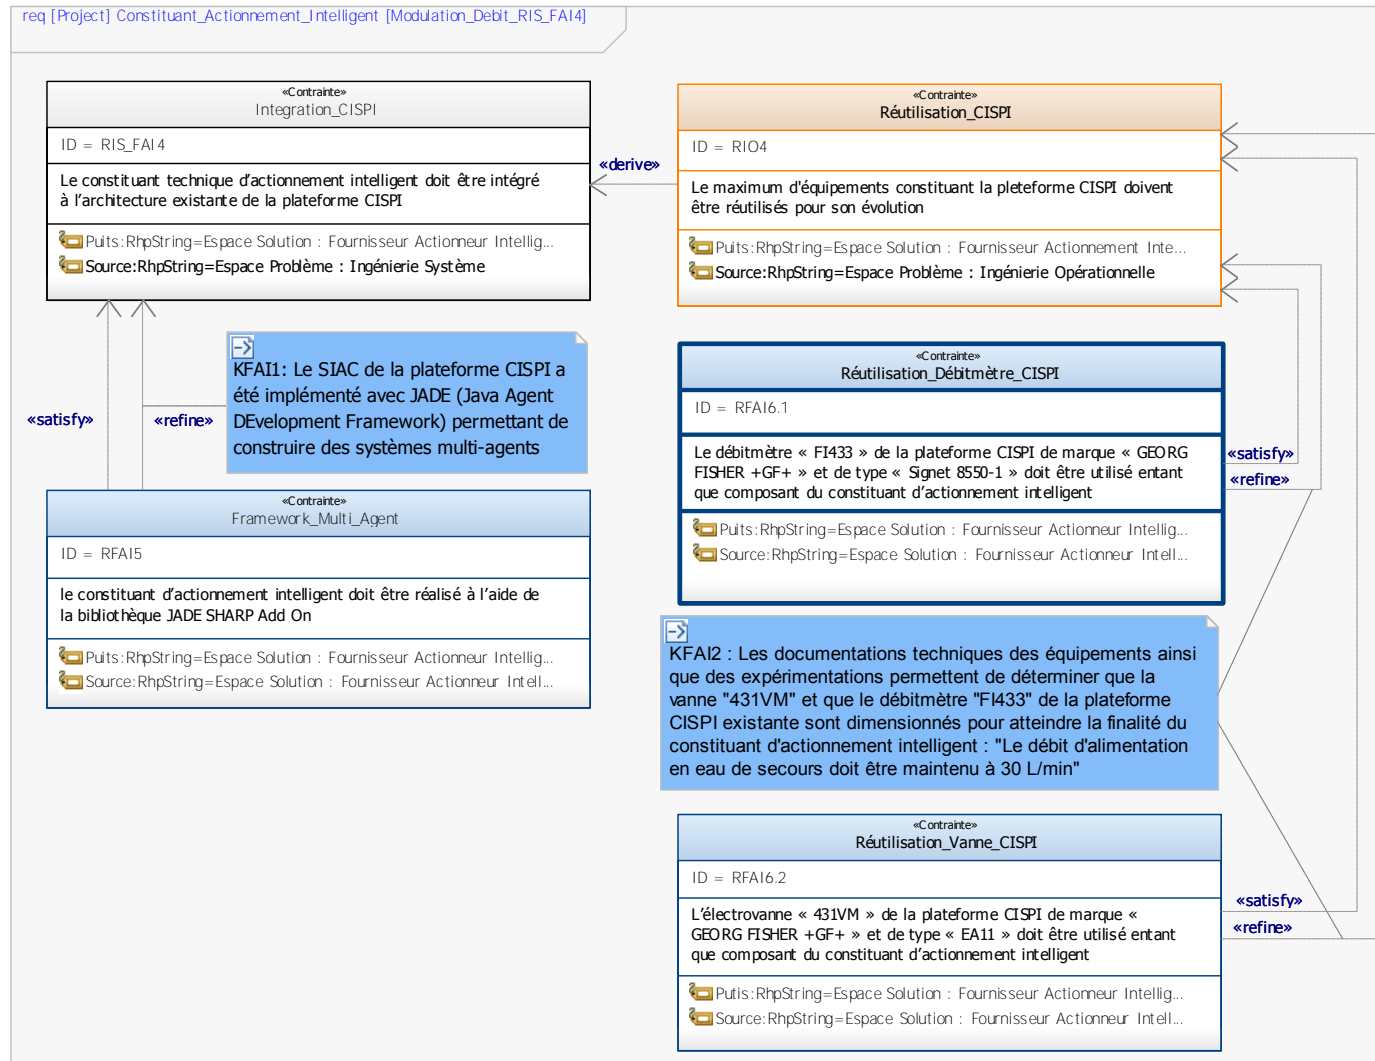 req [Project] Constituant_Actionnement_Intelligent [Modulation_Debit_RIS_FAI4]
«Contrainte»
Integration_CISPI
ID = RIS_FAI4
Le constituant technique d’actionnement intelligent doit être intégré
à l’architecture existante de la plateforme CISPI
Puits:RhpString=Espace Solution : Fournisseur Actionneur Intellig...
Source:RhpString=Espace Problème : Ingénierie Système
«derive»
«Contrainte»
Réutilisation_CISPI
ID = RIO4
Le maximum d'équipements constituant la pleteforme CISPI doivent
être réutilisés pour son évolution
Puits:RhpString=Espace Solution : Fournisseur Actionnement Inte...
Source:RhpString=Espace Problème : Ingénierie Opérationnelle
«satisfy»
«refine»
KFAI1: Le SIAC de la plateforme CISPI a
été implémenté avec JADE (Java Agent
DEvelopment Framework) permettant de
construire des systèmes multi-agents
«Contrainte»
Réutilisation_Débitmètre_CISPI
ID = RFAI6.1
Le débitmètre « FI433 » de la plateforme CISPI de marque « GEORG
FISHER +GF+ » et de type « Signet 8550-1 » doit être utilisé entant
que composant du constituant d’actionnement intelligent
Puits:RhpString=Espace Solution : Fournisseur Actionneur Intellig...
Source:RhpString=Espace Solution : Fournisseur Actionneur Intell...
«satisfy»
«refine»
«Contrainte»
Framework_Multi_Agent
ID = RFAI5
le constituant d’actionnement intelligent doit être réalisé à l’aide de
la bibliothèque JADE SHARP Add On
Puits:RhpString=Espace Solution : Fournisseur Actionneur Intellig...
Source:RhpString=Espace Solution : Fournisseur Actionneur Intell...
KFAI2 : Les documentations techniques des équipements ainsi
que des expérimentations permettent de déterminer que la
vanne "431VM" et que le débitmètre "FI433" de la plateforme
CISPI existante sont dimensionnés pour atteindre la finalité du
constituant d'actionnement intelligent : "Le débit d'alimentation
en eau de secours doit être maintenu à 30 L/min"
«Contrainte»
Réutilisation_Vanne_CISPI
ID = RFAI6.2
L’électrovanne « 431VM » de la plateforme CISPI de marque «
GEORG FISHER +GF+ » et de type « EA11 » doit être utilisé entant
que composant du constituant d’actionnement intelligent
Putis:RhpString=Espace Solution : Fournisseur Actionneur Intellig...
Source:RhpString=Espace Solution : Fournisseur Actionneur Intell...
«satisfy»
«refine»